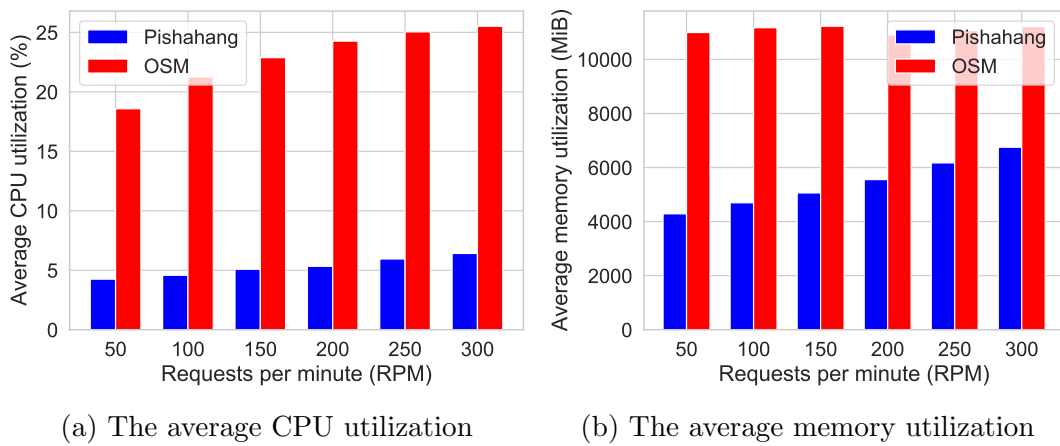 Average CPU utilization (%)
25
20
15
10
5
0
Pishahang
OSM
50 100 150 200 250 300
Requests per minute (RPM)
(a) The average CPU utilization
Average memory utilization (MiB)
10000
8000
6000
4000
2000
0
Pishahang
OSM
50 100 150 200 250 300
Requests per minute (RPM)
(b) The average memory utilization